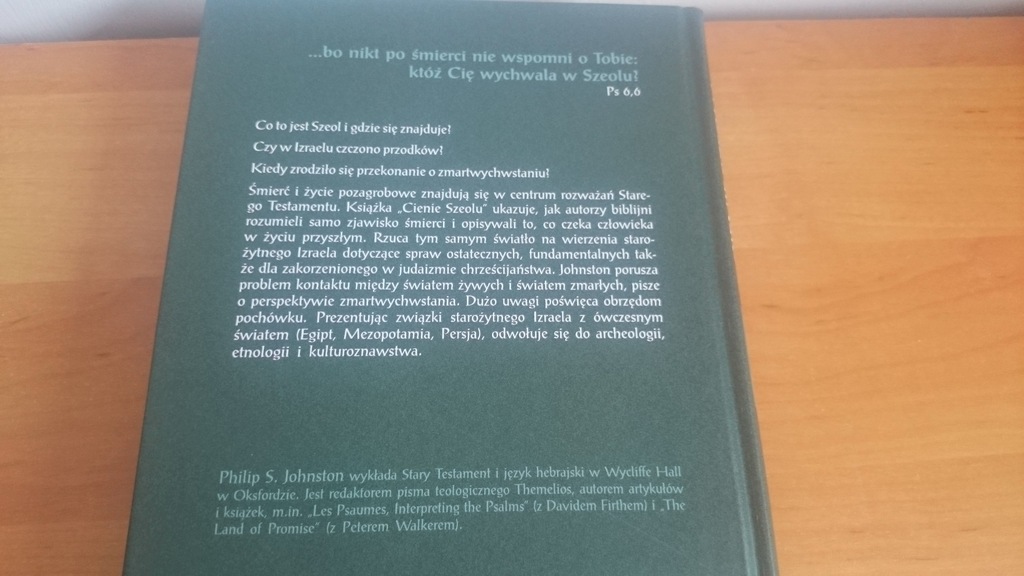 ...bo nikt po śmierci nie wspomni o Tobie:
któż Cię wychwala w Szeolu?
Ps 6,6
Co to jest Szeol i gdzie się znajduje?
Czy w Izraelu czczono przodków?
Kiedy zrodziło się przekonanie o zmartwychwstaniu?
Śmierć i życie pozagrobowe znajdują się w centrum rozważań Stare-
go Testamentu. Książka „Cienie Szeolu" ukazuje, jak autorzy biblijni
rozumieli samo zjawisko śmierci i opisywali to, co czeka człowieka
w życiu przyszłym. Rzuca tym samym światło na wierzenia staro-
żytnego Izraela dotyczące spraw ostatecznych, fundamentalnych tak-
że dla zakorzenionego w judaizmie chrześcijaństwa. Johnston porusza
problem kontaktu między światem żywych i światem zmarłych, pisze
o perspektywie zmartwychwstania. Dużo uwagi poświęca obrzędom
pochówku. Prezentując związki starożytnego Izraela z ówczesnym
światem (Egipt, Mezopotamia, Persja), odwołuje się do archeologii,
etnologii i kulturoznawstwa.
Philip S. Johnston wykłada Stary Testament i język hebrajski w Wycliffe Hall
w Oksfordzie. Jest redaktorem pisma teologicznego Themelios, autorem artykułów
i książek, m.in. „Les Psaumes, Interpreting the Psalms" (z Davidem Firthem) i „The
Land of Promise" (z Peterem Walkerem).